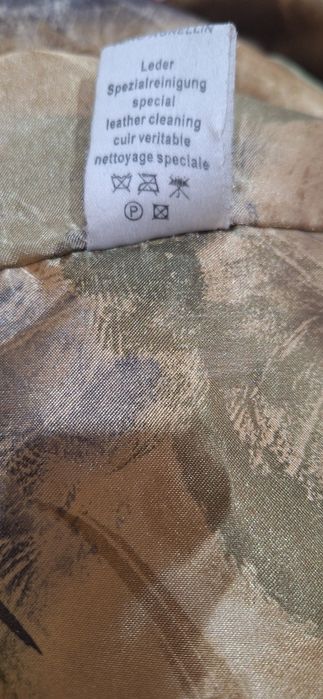 Leder
Spezialreinigung
special
leather cleaning
cuir veritable
nettoyage speciale
P